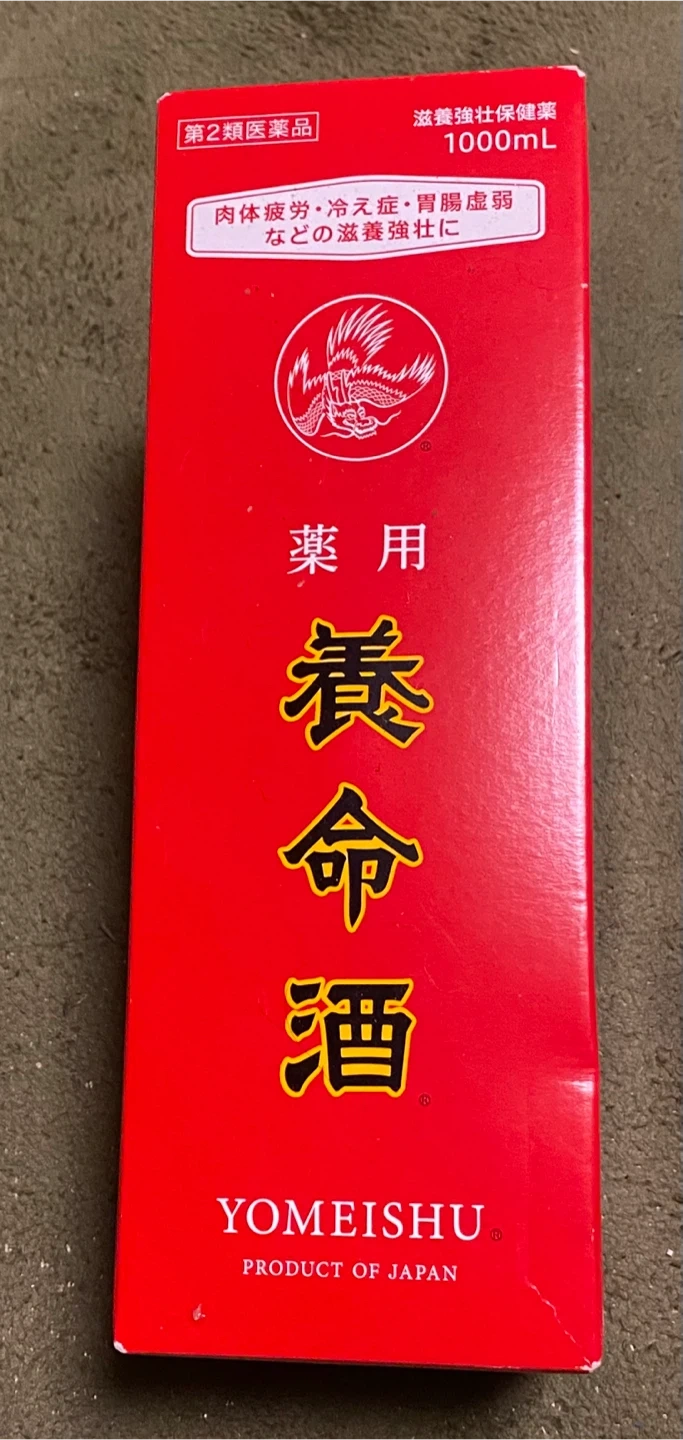 第2類医薬品
滋養強壮保健薬
1000mL
肉体疲労・冷え症・胃腸虚弱
などの滋養強壮に
®
薬用
養命酒
®
YOMEISHU®
PRODUCT OF JAPAN